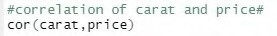 #correlation of carat and price#
cor(carat,price)